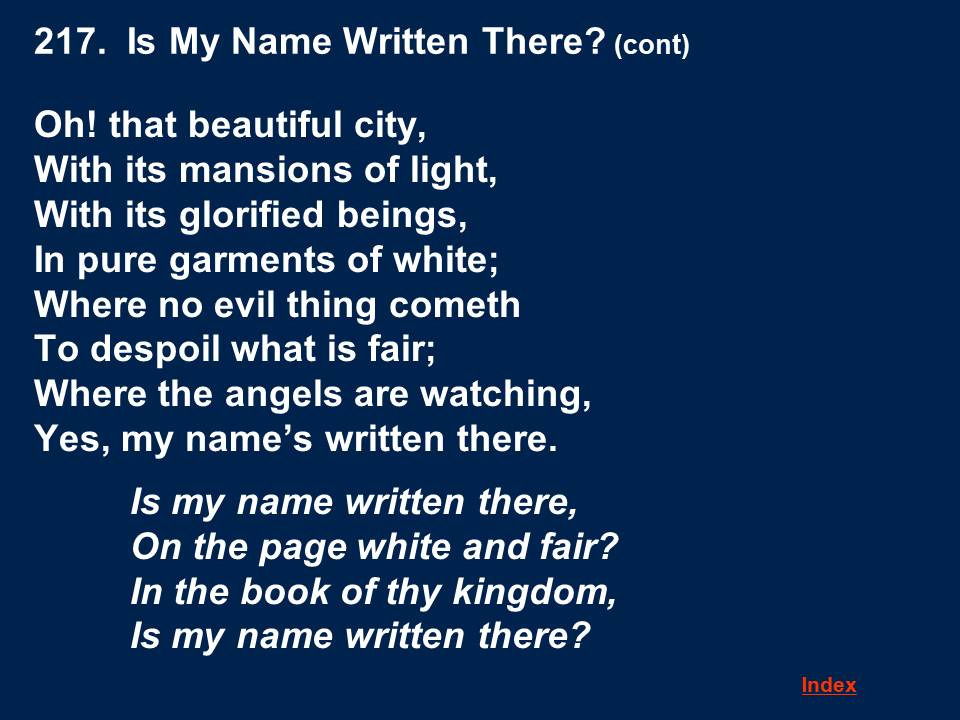 217.  Is My Name Written There? (cont)
Oh! that beautiful city,
With its mansions of light,
With its glorified beings,
In pure garments of white;
Where no evil thing cometh
To despoil what is fair;
Where the angels are watching,
Yes, my name’s written there.
Is my name written there,
On the page white and fair?
In the book of thy kingdom,
Is my name written there?
Index